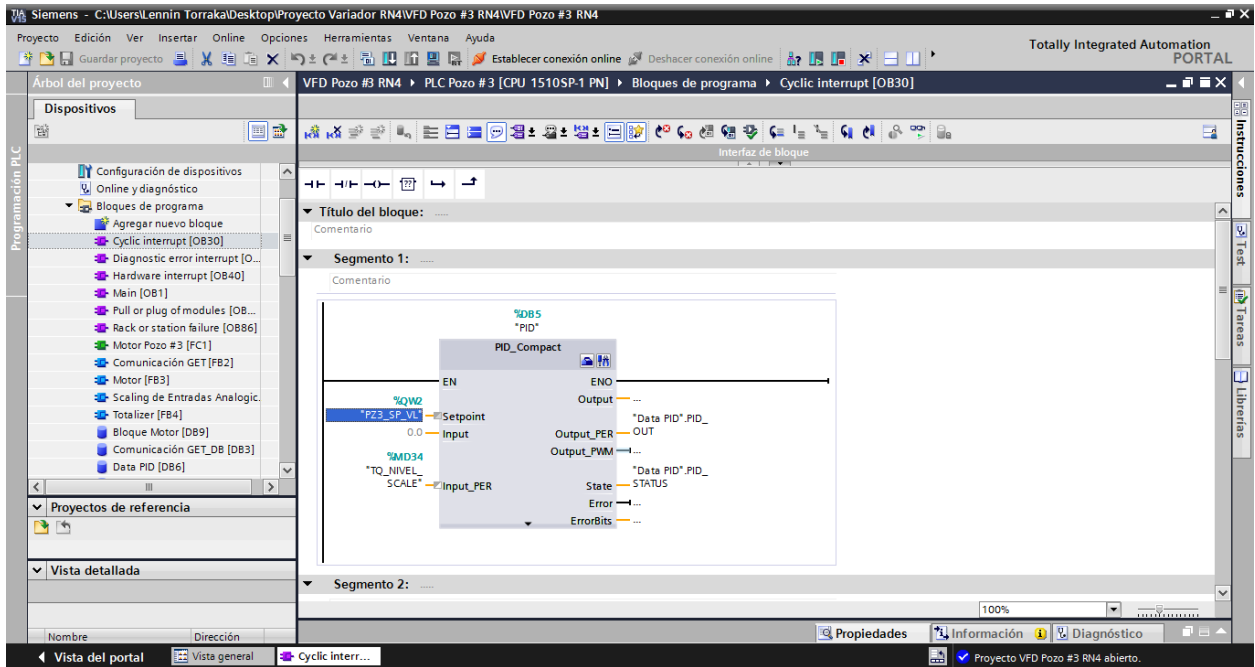 Siemens - C:\Users\Lennin Torraka\Desktop\Proyecto Variador RN4\VFD Pozo #3 RN4\VFD Pozo #3 RN4
Proyecto Edición Ver Insertar Online Opciones Herramientas Ventana Ayuda
Totally Integrated Automation
PORTAL
Guardar proyecto
Establecer conexión online
Deshacer conexión online
Árbol del proyecto
VFD Pozo #3 RN4 PLC Pozo #3 [CPU 1510SP-1 PN] Bloques de programa Cyclic interrupt [OB30]
Dispositivos
Programación PLC
Configuración de dispositivos
Online y diagnóstico
Bloques de programa
Agregar nuevo bloque
Cyclic interrupt [OB30]
Diagnostic error interrupt [O...
Hardware interrupt [OB40]
Main [OB1]
Pull or plug of modules [OB...
Rack or station failure [OB86]
Motor Pozo #3 [FC1]
Comunicación GET [FB2]
Motor [FB3]
Scaling de Entradas Analogic.
Totalizer [FB4]
Bloque Motor [DB9]
Comunicación GET_DB [DB3]
Data PID [DB6]
Proyectos de referencia
Vista detallada
Nombre Dirección
Interfaz de bloque
Título del bloque: .....
Comentario
Segmento 1: .....
Comentario
%DB5
"PID"
PID_Compact
EN ENO
%QW2
"PZ3_SP_VL" Setpoint
Output ...
0.0 Input
"Data PID".PID_
Output_PER OUT
Output_PWM ...
%MD34
"TQ_NIVEL_
SCALE" Input_PER
"Data PID".PID_
State STATUS
Error ...
ErrorBits ...
Segmento 2: .....
100%
Propiedades
Información
Diagnóstico
Instrucciones
Test
Tareas
Librerías
Vista del portal
Vista general
Cyclic interr...
Proyecto VFD Pozo #3 RN4 abierto.